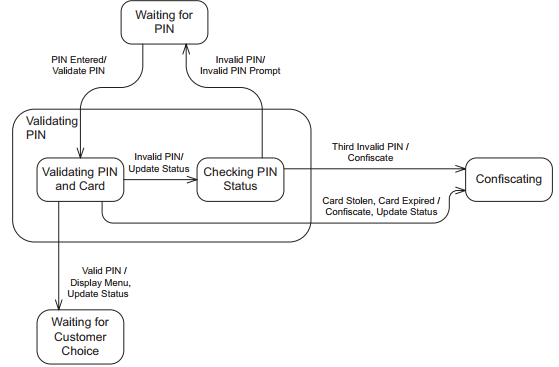 Waiting for
PIN
PIN Entered/
Validate PIN
Invalid PIN/
Invalid PIN Prompt
Validating
PIN
Invalid PIN/
Update Status
Validating PIN
and Card
Checking PIN
Status
Third Invalid PIN /
Confiscate
Confiscating
Card Stolen, Card Expired /
Confiscate, Update Status
Valid PIN /
Display Menu,
Update Status
Waiting for
Customer
Choice